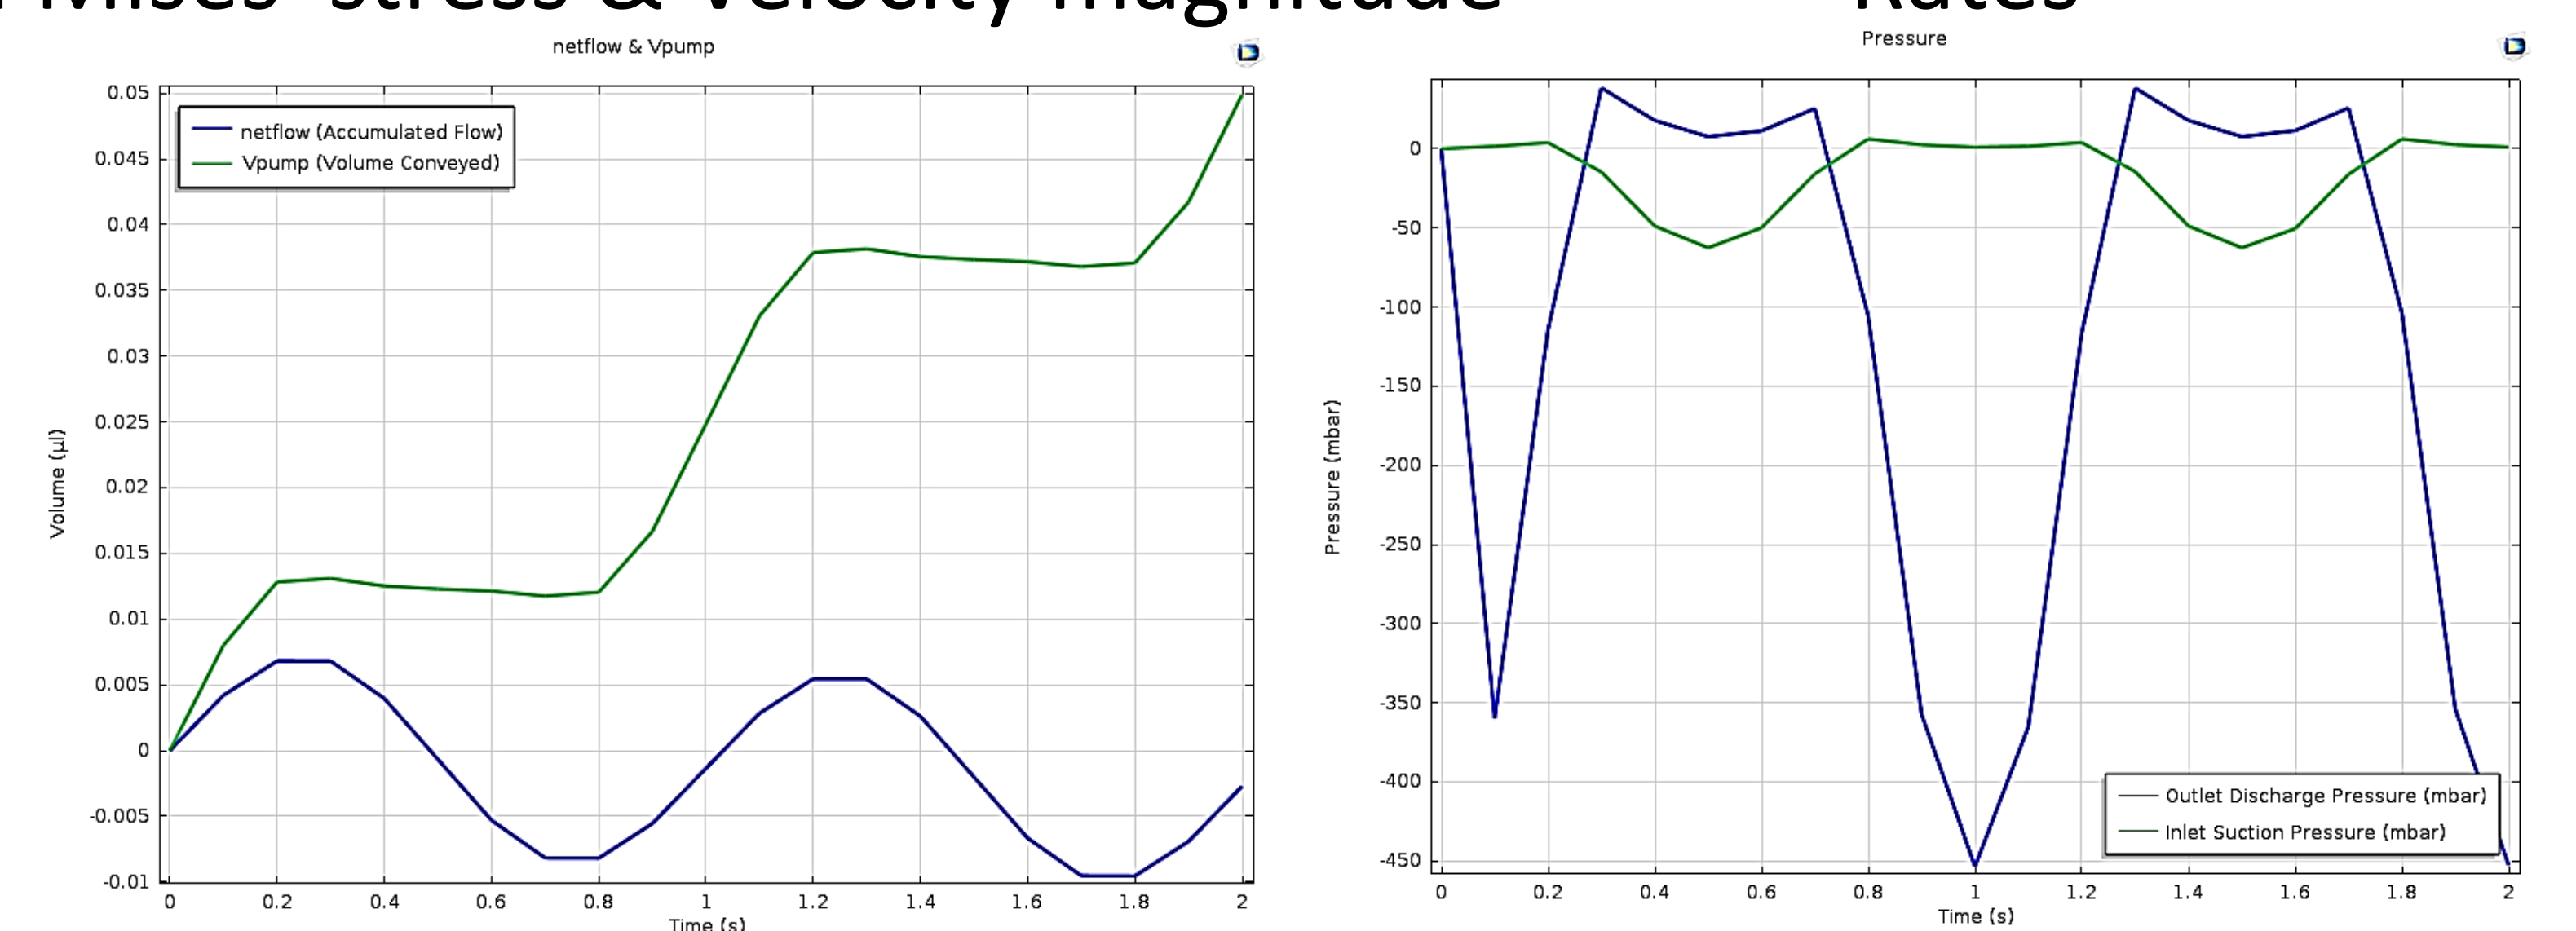 Mises stress & Velocity magnitude
Rates
netflow & Vpump
netflow (Accumulated Flow)
Vpump (Volume Conveyed)
0.05
0.045
0.04
0.035
0.03
0.025
0.02
0.015
0.01
0.005
0
-0.005
-0.01
Volume (µl)
0 0.2 0.4 0.6 0.8 1 1.2 1.4 1.6 1.8 2
Time (s)
Pressure
0
-50
-100
-150
-200
-250
-300
-350
-400
-450
Pressure (mbar)
Outlet Discharge Pressure (mbar)
Inlet Suction Pressure (mbar)
0 0.2 0.4 0.6 0.8 1 1.2 1.4 1.6 1.8 2
Time (s)